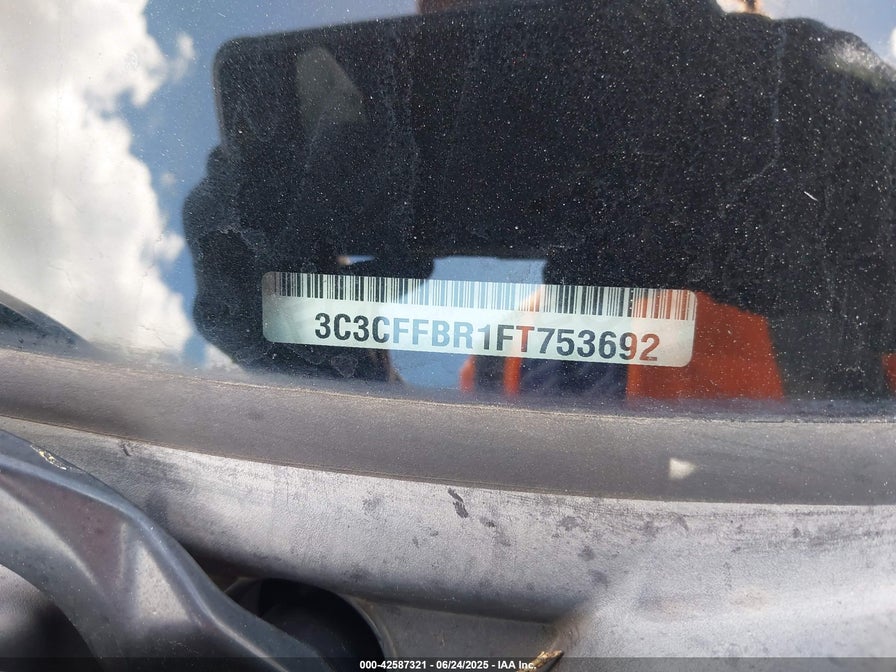 3C3CFFBR1FT753692
000-42587321 | 06/24/2025 - IAA Inc.